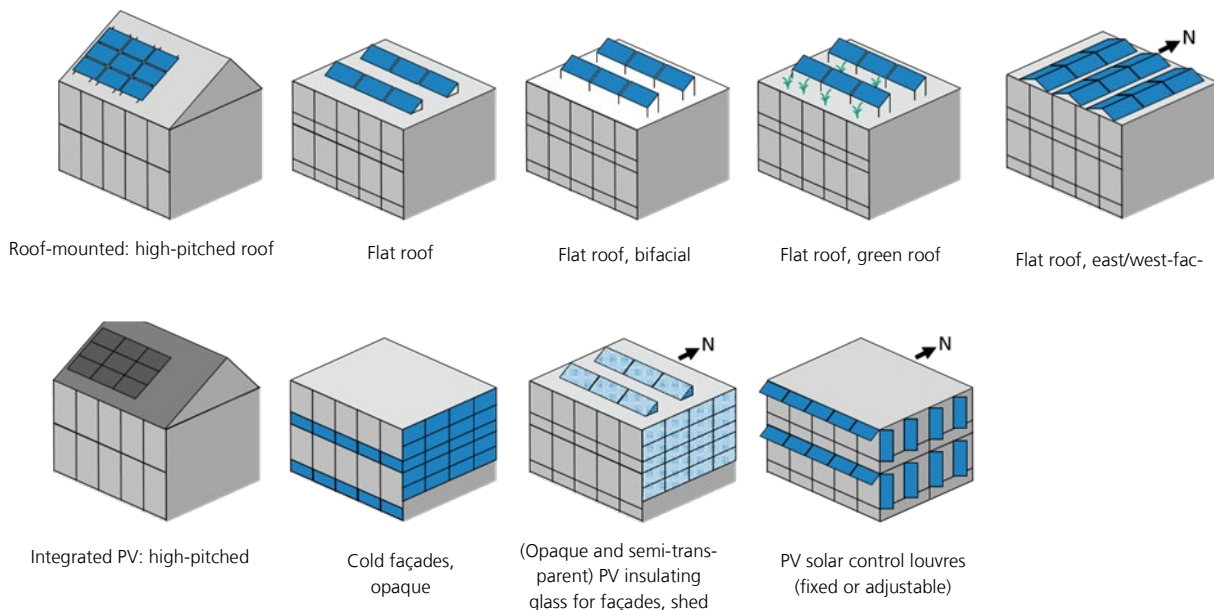 N
Roof-mounted: high-pitched roof
Flat roof
Flat roof, bifacial
Flat roof, green roof
Flat roof, east/west-fac-
N
N
Integrated PV: high-pitched
Cold façades,
opaque
(Opaque and semi-trans-
parent) PV insulating
glass for façades, shed
PV solar control louvres
(fixed or adjustable)